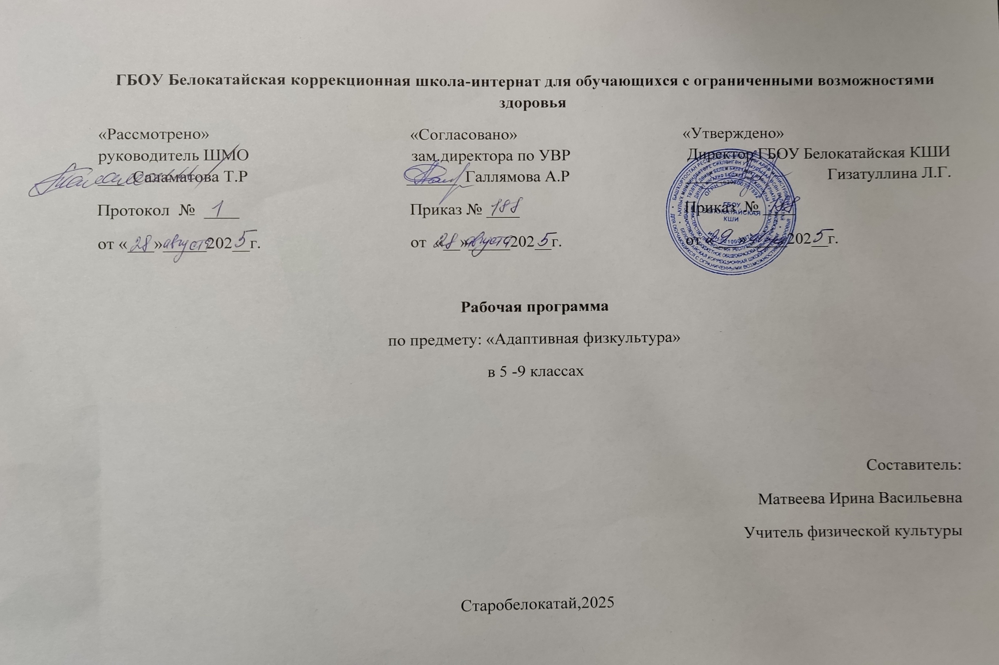 ГБОУ Белокатайская коррекционная школа-интернат для обучающихся с ограниченными возможностями
здоровья
«Рассмотрено»
руководитель ШМО
Саламатова Т.Р
Протокол № 1
от «28» августа 2025 г.
«Согласовано»
зам.директора по УВР
Галлямова А.Р
Приказ № 188
от «28» августа 2025 г.
«Утверждено»
Директор ГБОУ Белокатайская КШИ
Гизатуллина Л.Г.
Приказ № 188
от «29» 2025 г.
ГБОУ
БЕЛОКАТАЙСКАЯ
КШИ
Рабочая программа
по предмету: «Адаптивная физкультура»
в 5 -9 классах
Составитель:
Матвеева Ирина Васильевна
Учитель физической культуры
Старобелокатай,2025